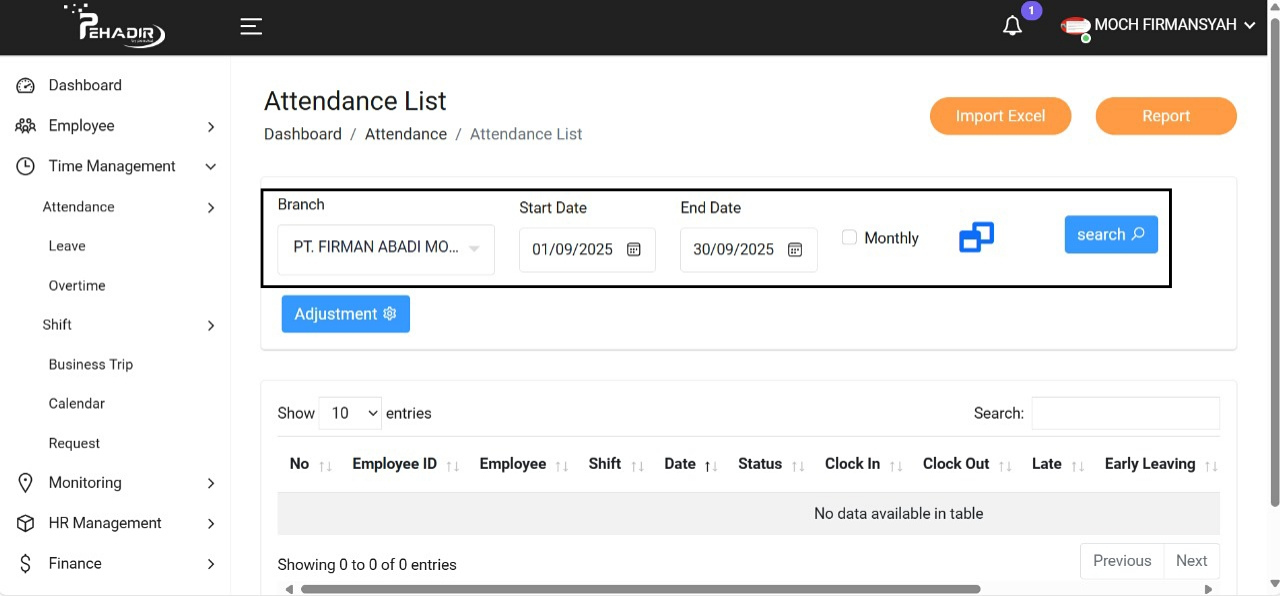 PEHADIR
1
MOCH FIRMANSYAH
Dashboard
Employee
Time Management
Attendance
Leave
Overtime
Shift
Business Trip
Calendar
Request
Monitoring
HR Management
Finance
Attendance List
Dashboard / Attendance / Attendance List
Import Excel
Report
Branch
Start Date
End Date
PT. FIRMAN ABADI MO...
01/09/2025
30/09/2025
Monthly
search
Adjustment
Show 10 entries
Search:
No Employee ID Employee Shift Date Status Clock In Clock Out Late Early Leaving
No data available in table
Showing 0 to 0 of 0 entries
Previous Next